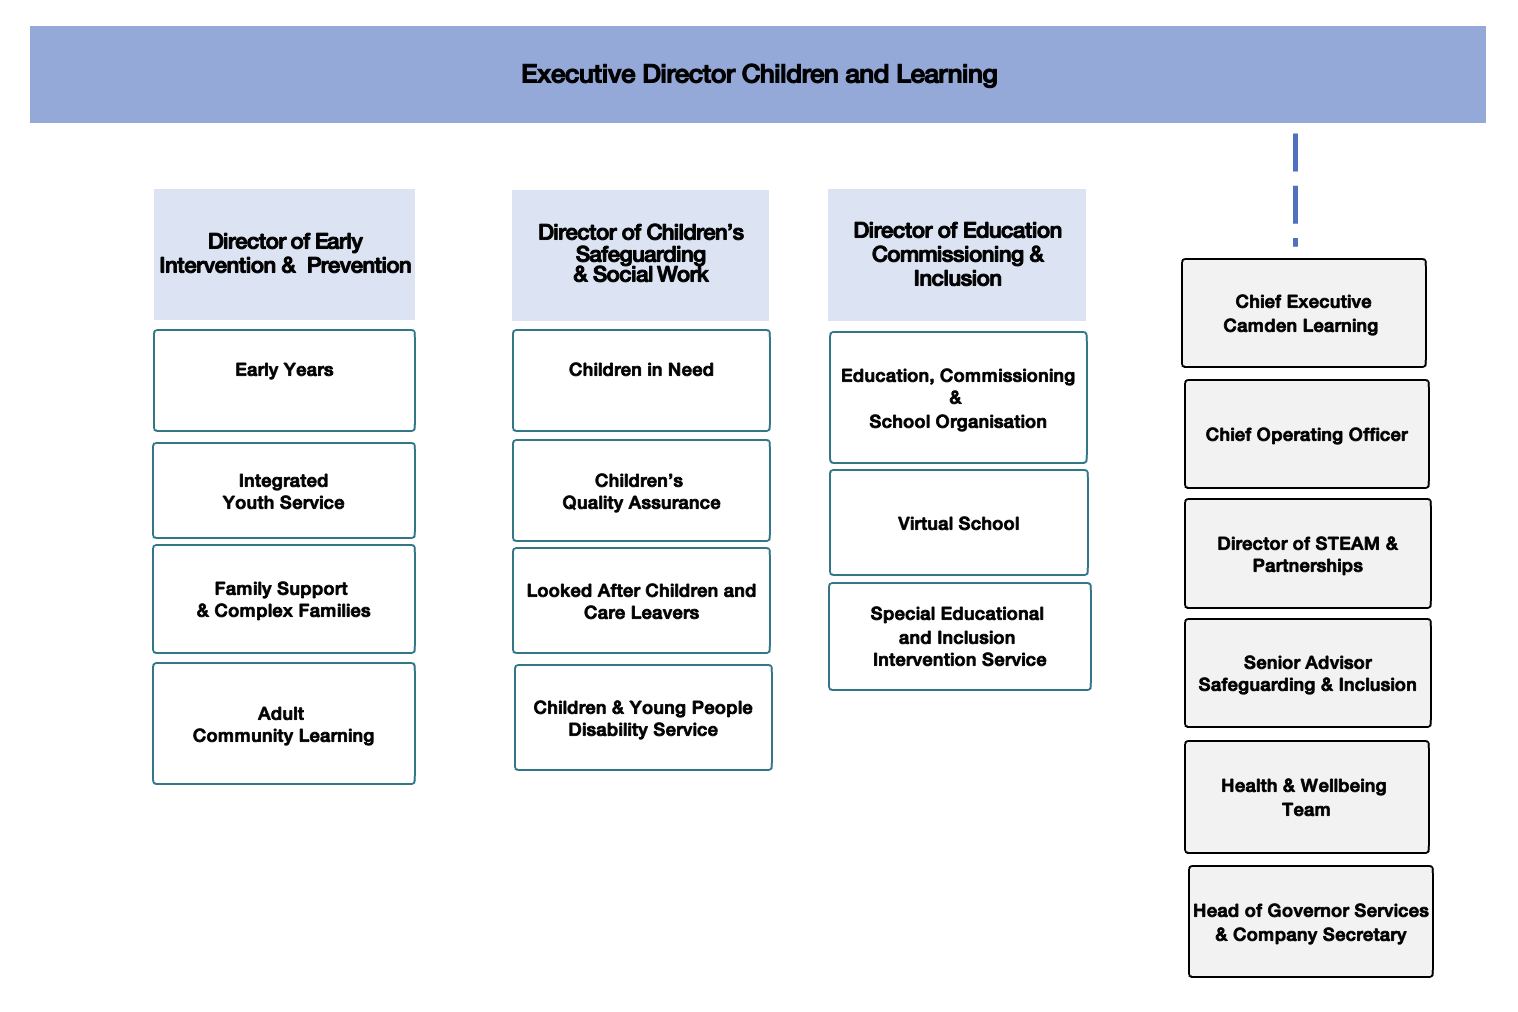 Executive Director Children and Learning
Director of Early
Intervention & Prevention
Early Years
Integrated
Youth Service
Family Support
& Complex Families
Adult
Community Learning
Director of Children’s
Safeguarding
& Social Work
Children in Need
Children’s
Quality Assurance
Looked After Children and
Care Leavers
Children & Young People
Disability Service
Director of Education
Commissioning &
Inclusion
Education, Commissioning
&
School Organisation
Virtual School
Special Educational
and Inclusion
Intervention Service
Chief Executive
Camden Learning
Chief Operating Officer
Director of STEAM &
Partnerships
Senior Advisor
Safeguarding & Inclusion
Health & Wellbeing
Team
Head of Governor Services
& Company Secretary